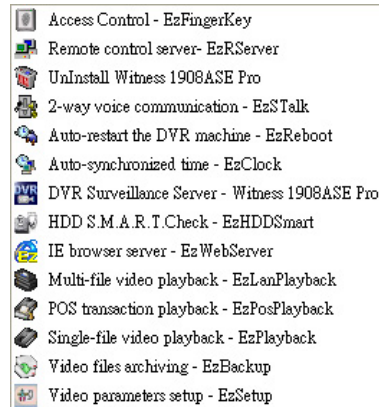 Access Control - EzFingerKey
Remote control server- EzRServer
UnInstall Witness 1908ASE Pro
2-way voice communication - EzSTalk
Auto-restart the DVR machine - EzReboot
Auto-synchronized time - EzClock
DVR
DVR Surveillance Server - Witness 1908ASE Pro
HDD S.M.A.R.T.Check - EzHDDSmart
IE browser server - EzWebServer
Multi-file video playback - EzLanPlayback
POS transaction playback - EzPosPlayback
Single-file video playback - EzPlayback
Video files archiving - EzBackup
Video parameters setup - EzSetup